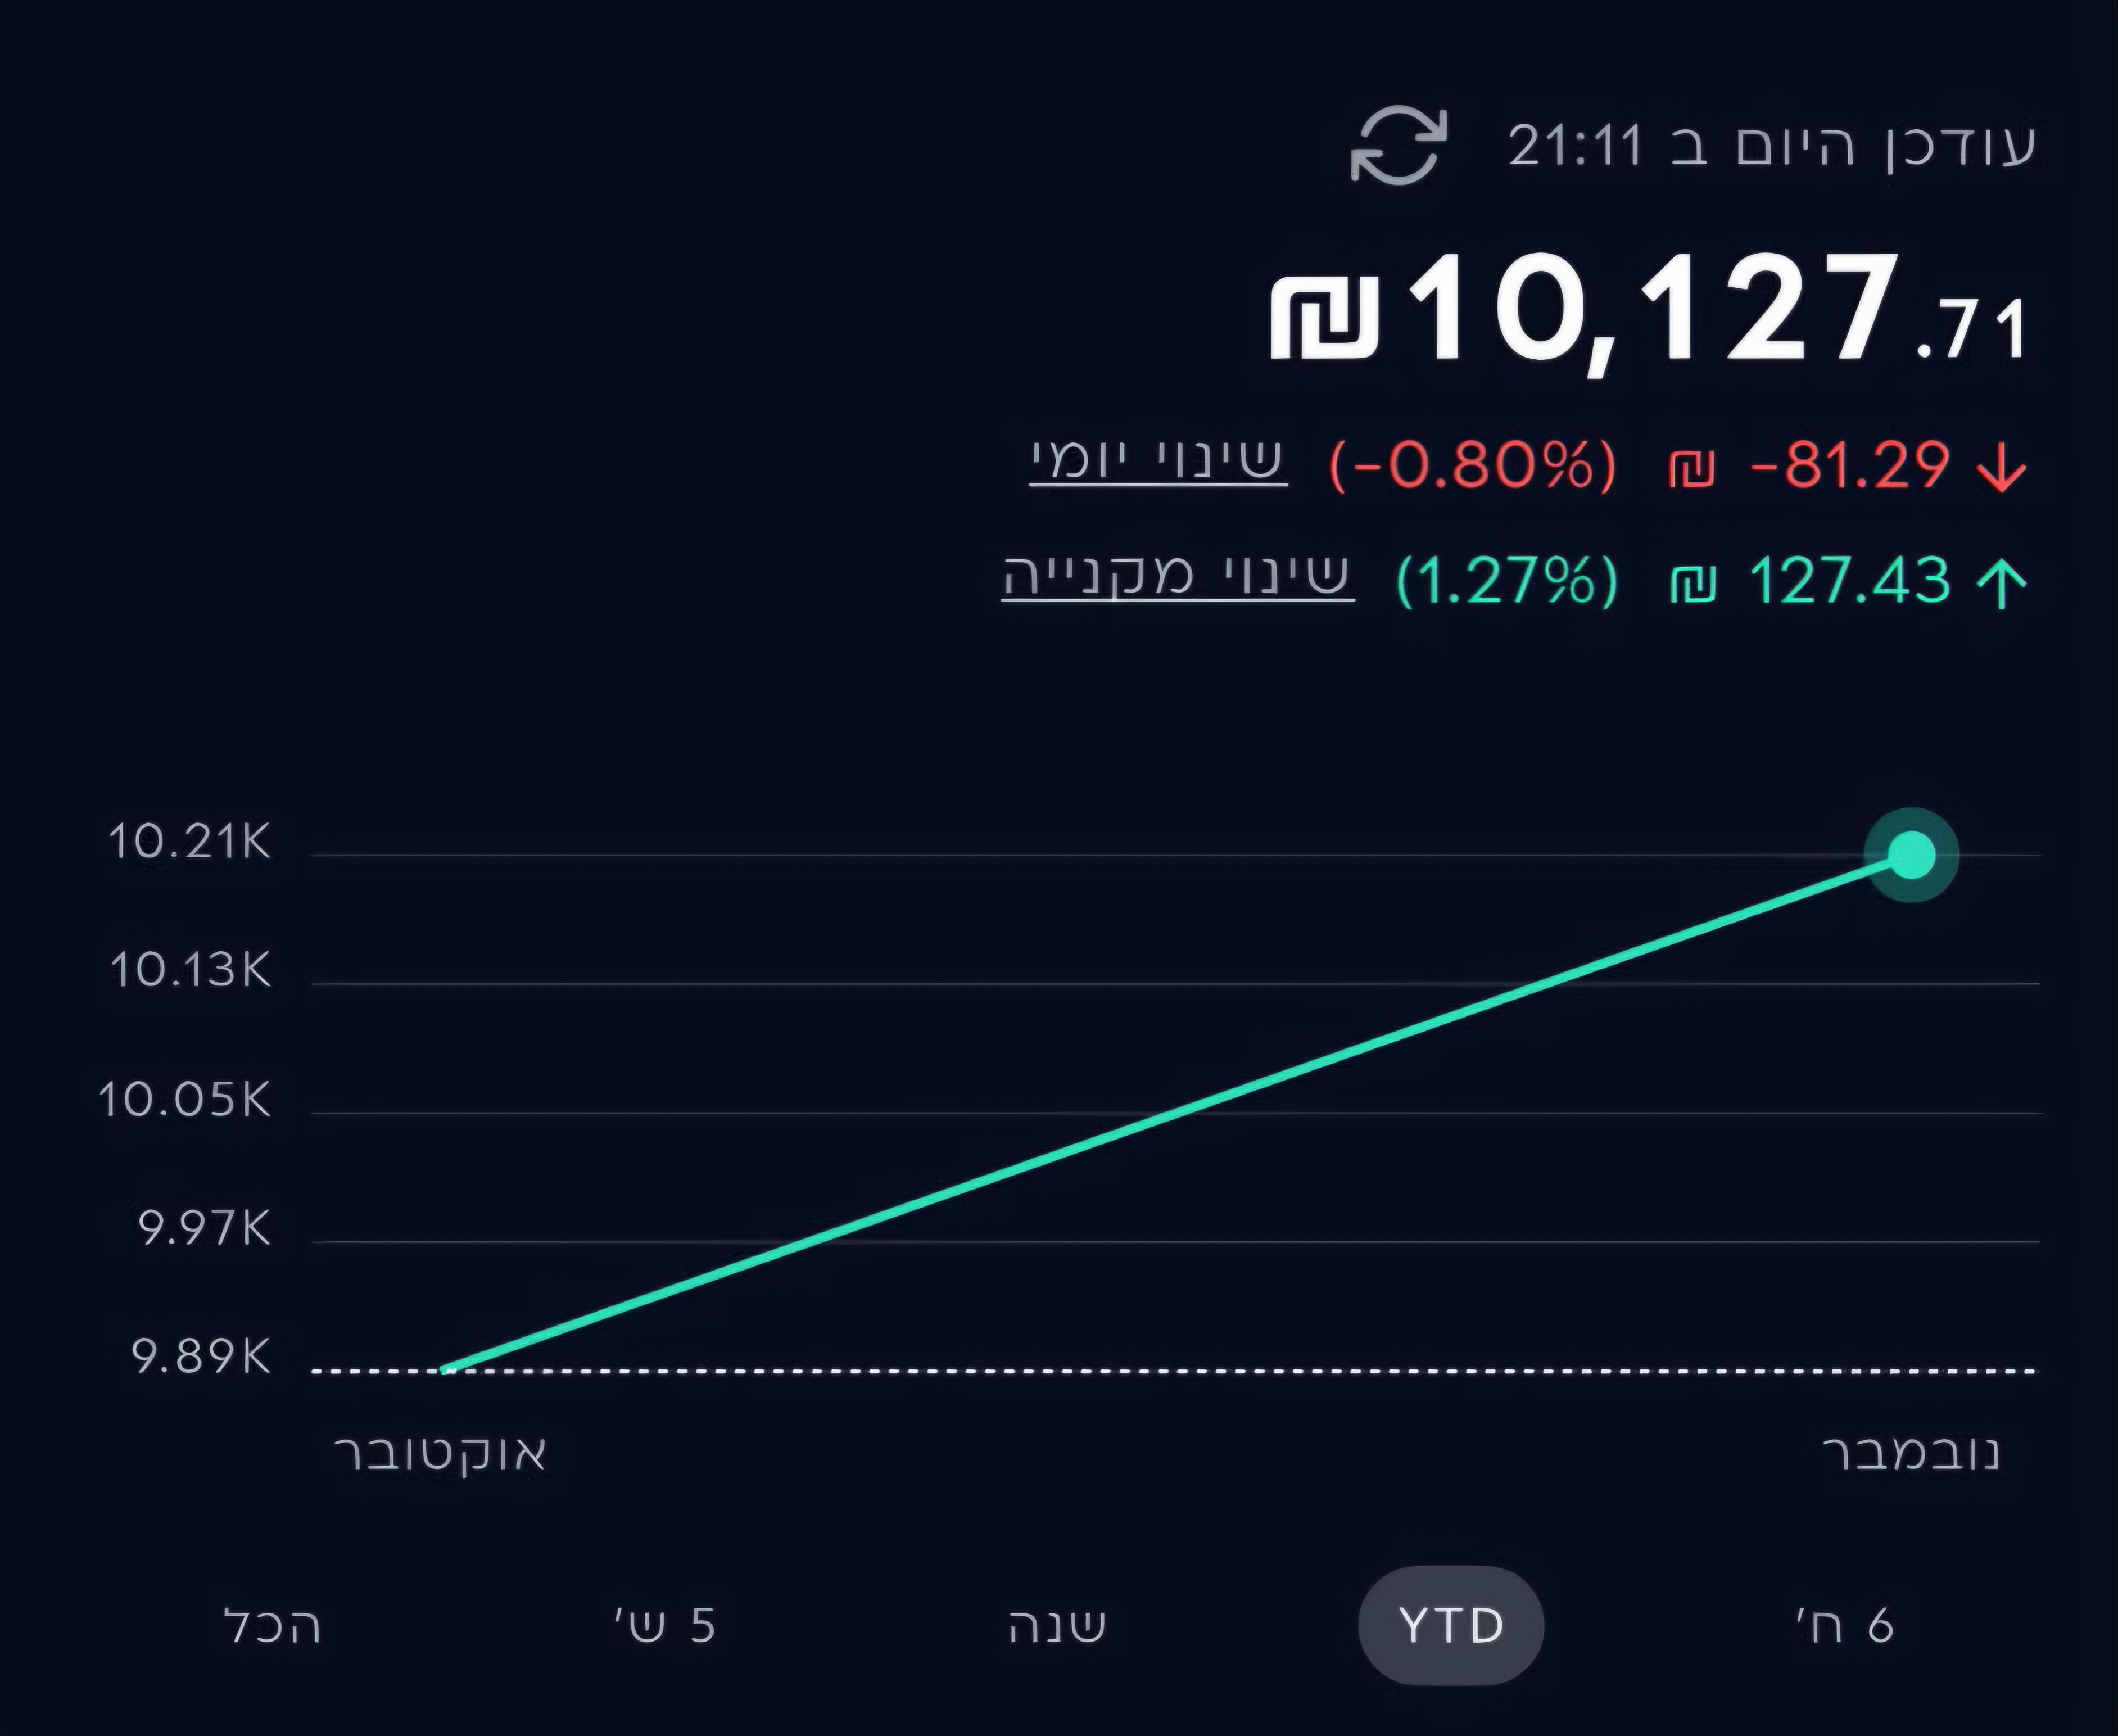 עודכן היום ב 21:11
₪10,127.71
↓ -81.29 ₪ (-0.80%) שינוי יומי
↑ 127.43 ₪ (1.27%) שינוי מקנייה
10.21K
10.13K
10.05K
9.97K
9.89K
נובמבר אוקטובר
6 ח' YTD שנה 5 ש' הכל